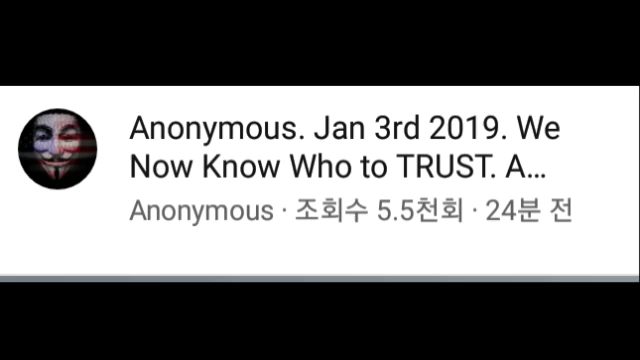 Anonymous. Jan 3rd 2019. We
Now Know Who to TRUST. A...
Anonymous · 조회수 5.5천회 · 24분 전